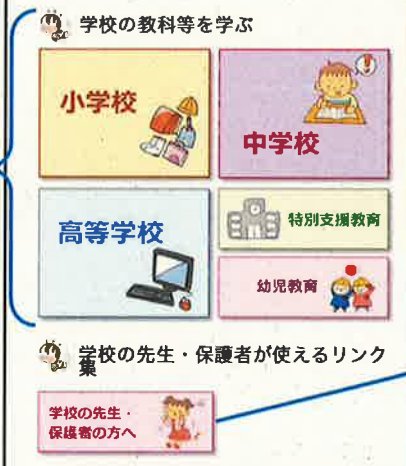 学校の教科等を学ぶ
小学校
中学校
高等学校
特別支援教育
幼児教育
学校の先生・保護者が使えるリンク
集
学校の先生・
保護者の方へ